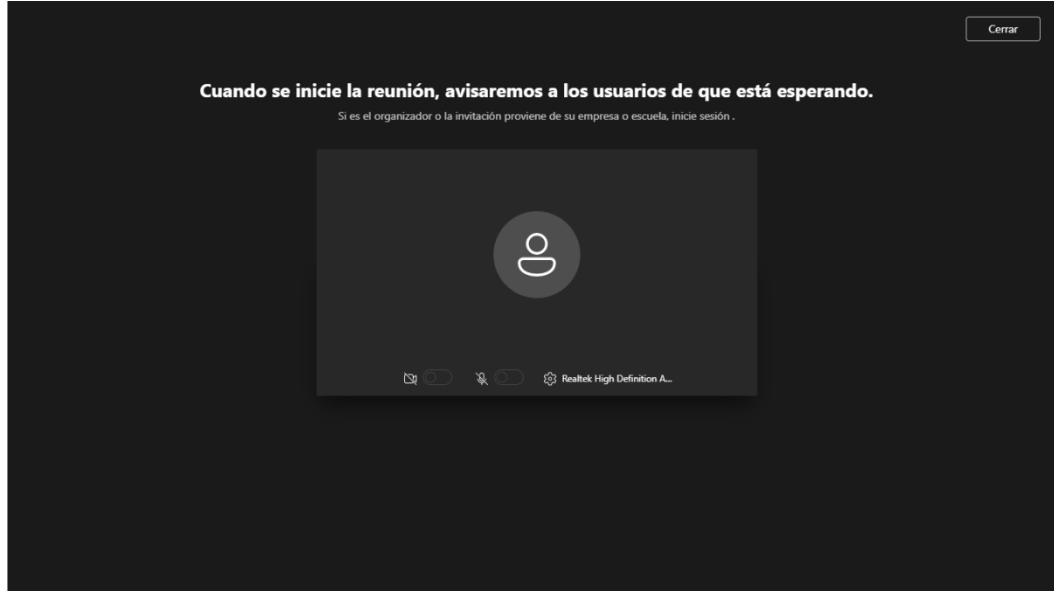 Cerrar
Cuando se inicie la reunión, avisaremos a los usuarios de que está esperando.
Si es el organizador o la invitación proviene de su empresa o escuela, inicie sesión .
Realtek High Definition A...